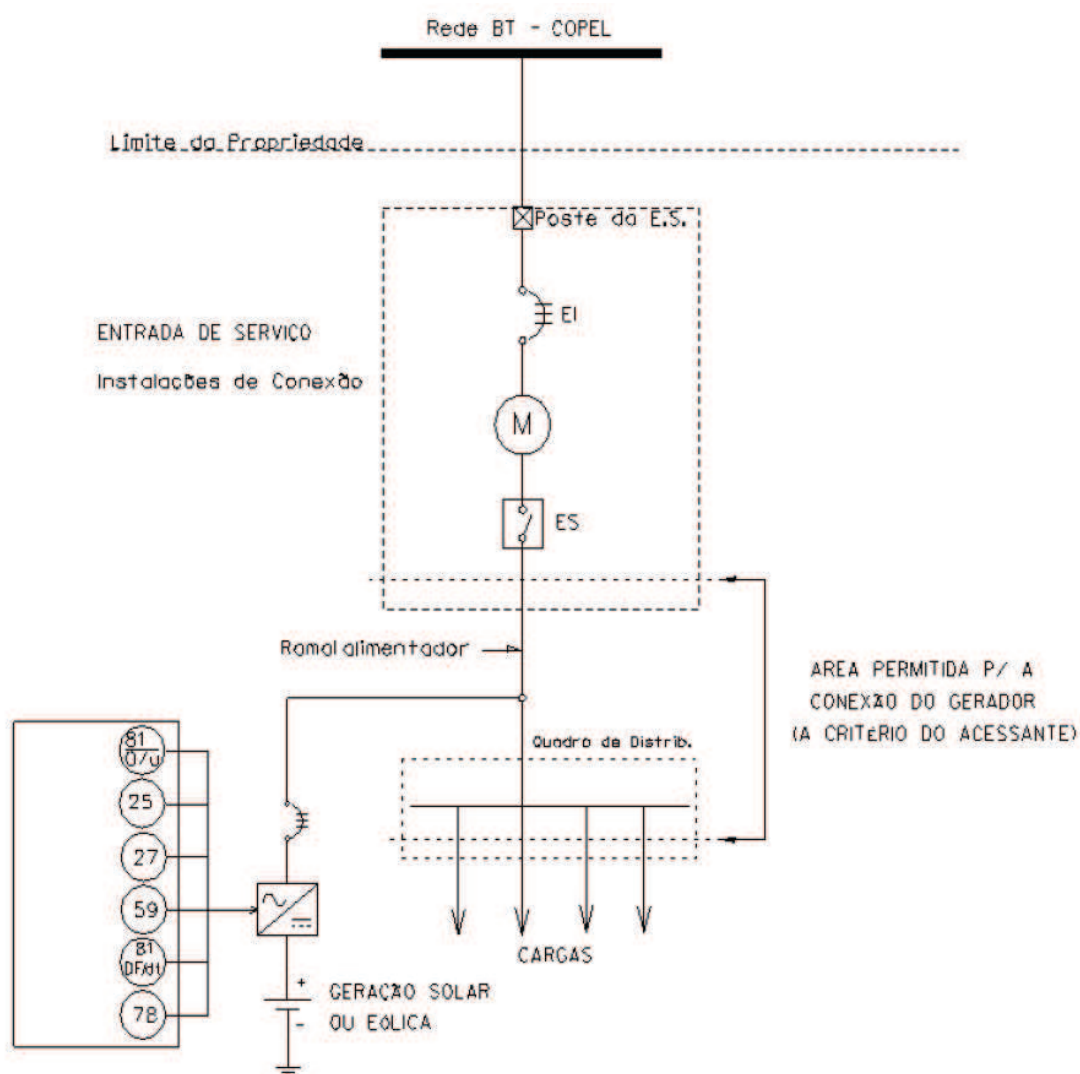 Rede BT - COPEL
Limite da Propriedade
Poste da E.S.
EI
ENTRADA DE SERVIÇO
Instalações de Conexão
M
ES
Ramal alimentador
AREA PERMITIDA P/ A
CONEXÃO DO GERADOR
(A CRITÉRIO DO ACESSANTE)
Quadro de Distrib.
81
O/u
25
27
59
81
DF/dt
78
CARGAS
+
-
GERAÇÃO SOLAR
OU EÓLICA